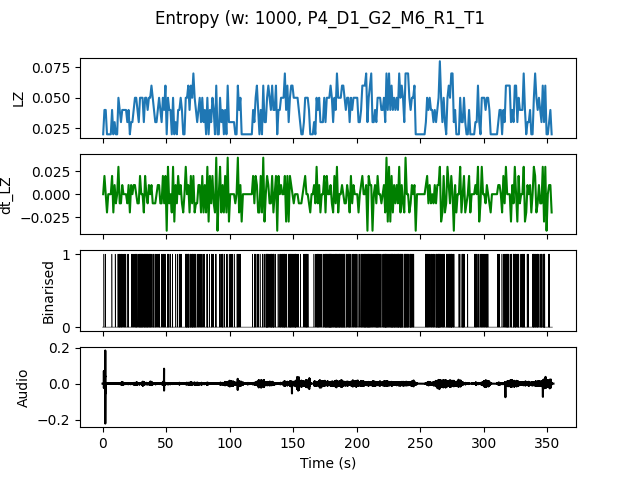 Entropy (w: 1000, P4_D1_G2_M6_R1_T1
0.075
0.050
0.025
LZ
0.025
0.000
−0.025
dt_LZ
1
0
Binarised
0.2
0.0
−0.2
Audio
0 50 100 150 200 250 300 350
Time (s)